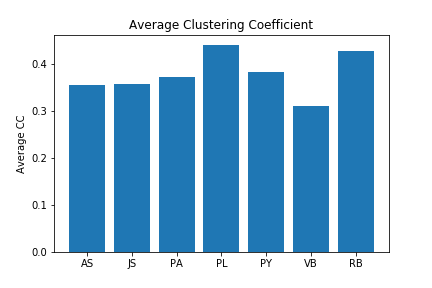 Average Clustering Coefficient
Average CC
0.4
0.3
0.2
0.1
0.0
AS JS PA PL PY VB RB